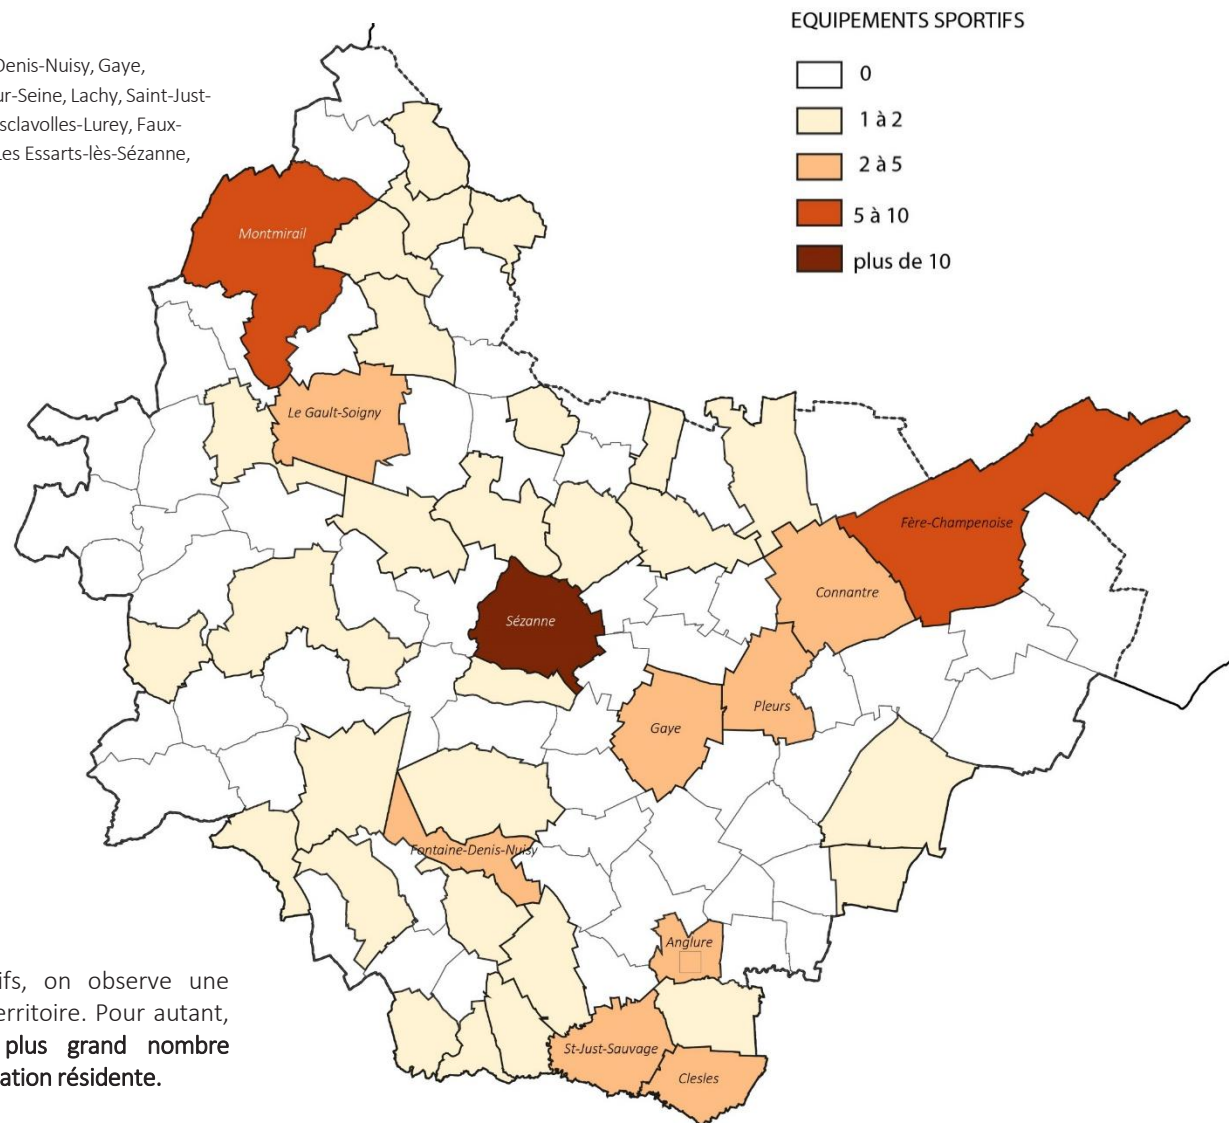 EQUIPEMENTS SPORTIFS
0
1 à 2
2 à 5
5 à 10
plus de 10
Denis-Nuisy, Gaye,
ur-Seine, Lachy, Saint-Just-
sclavolles-Lurey, Faux-
Les Essarts-lès-Sézanne,
Montmirail
Le Gault-Soigny
Fère-Champenoise
Connantre
Sézanne
Pleurs
Gaye
Fontaine-Denis-Nuisy
Anglure
St-Just-Sauvage
Clesles
ifs, on observe une
erritoire. Pour autant,
plus grand nombre
ation résidente.